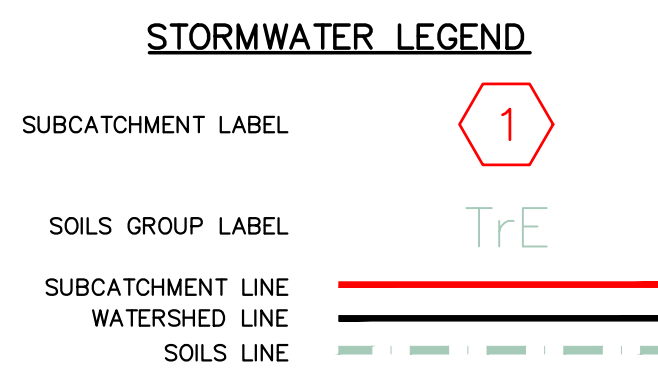 STORMWATER LEGEND
SUBCATCHMENT LABEL 1
SOILS GROUP LABEL TrE
SUBCATCHMENT LINE
WATERSHED LINE
SOILS LINE